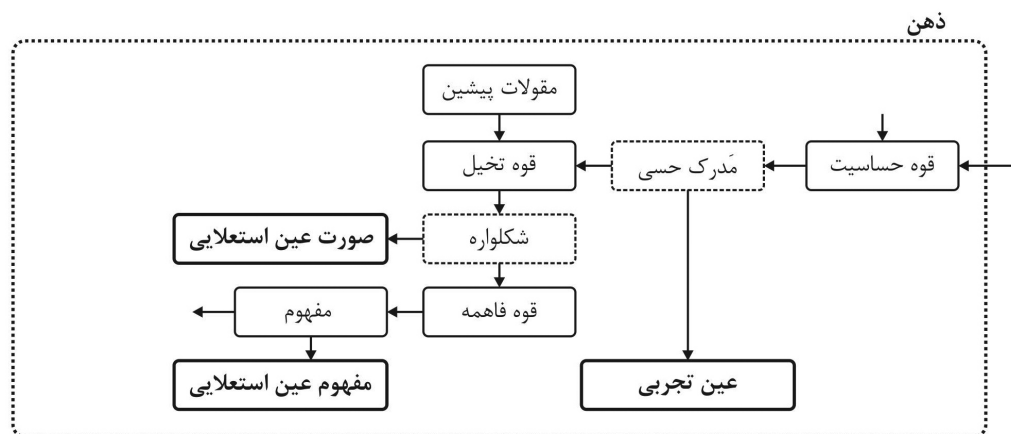 ذهن
مقولات پیشین
قوه حساسیت
مَدرک حسی
قوه تخیل
شکلواره
صورت عین استعلایی
قوه فاهمه
مفهوم
عین تجربی
مفهوم عین استعلایی